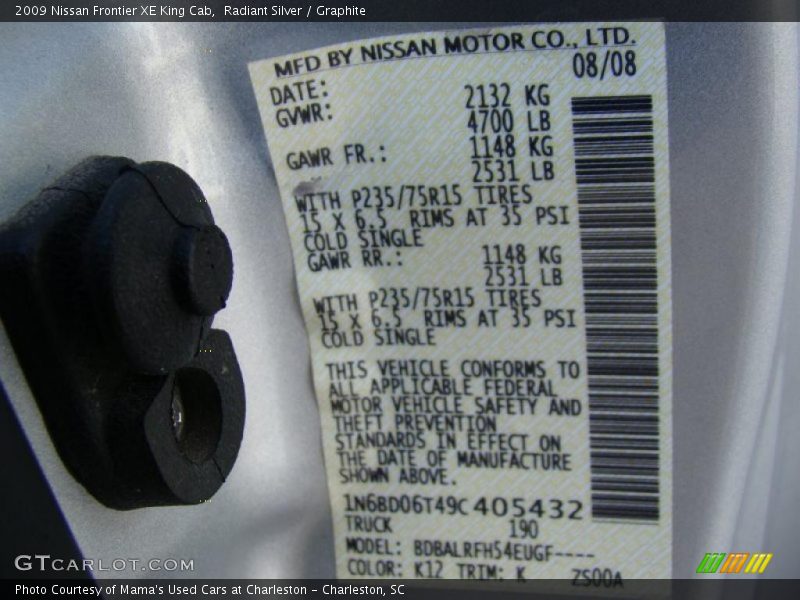 2009 Nissan Frontier XE King Cab,  Radiant Silver / Graphite
MFD BY NISSAN MOTOR CO., LTD.
DATE: 08/08
GVWR: 2132 KG
4700 LB
GAWR FR.: 1148 KG
2531 LB
WITH P235/75R15 TIRES
15 X 6.5 RIMS AT 35 PSI
COLD SINGLE
GAWR RR.: 1148 KG
2531 LB
WITH P235/75R15 TIRES
15 X 6.5 RIMS AT 35 PSI
COLD SINGLE
THIS VEHICLE CONFORMS TO
ALL APPLICABLE FEDERAL
MOTOR VEHICLE SAFETY AND
THEFT PREVENTION
STANDARDS IN EFFECT ON
THE DATE OF MANUFACTURE
SHOWN ABOVE.
1N6BD06T49C405432
TRUCK 190
MODEL: BDBALRFH54EUGF----
COLOR: K12 TRIM: K ZS00A
GTCARLOT.COM
Photo Courtesy of Mama's Used Cars at Charleston - Charleston, SC